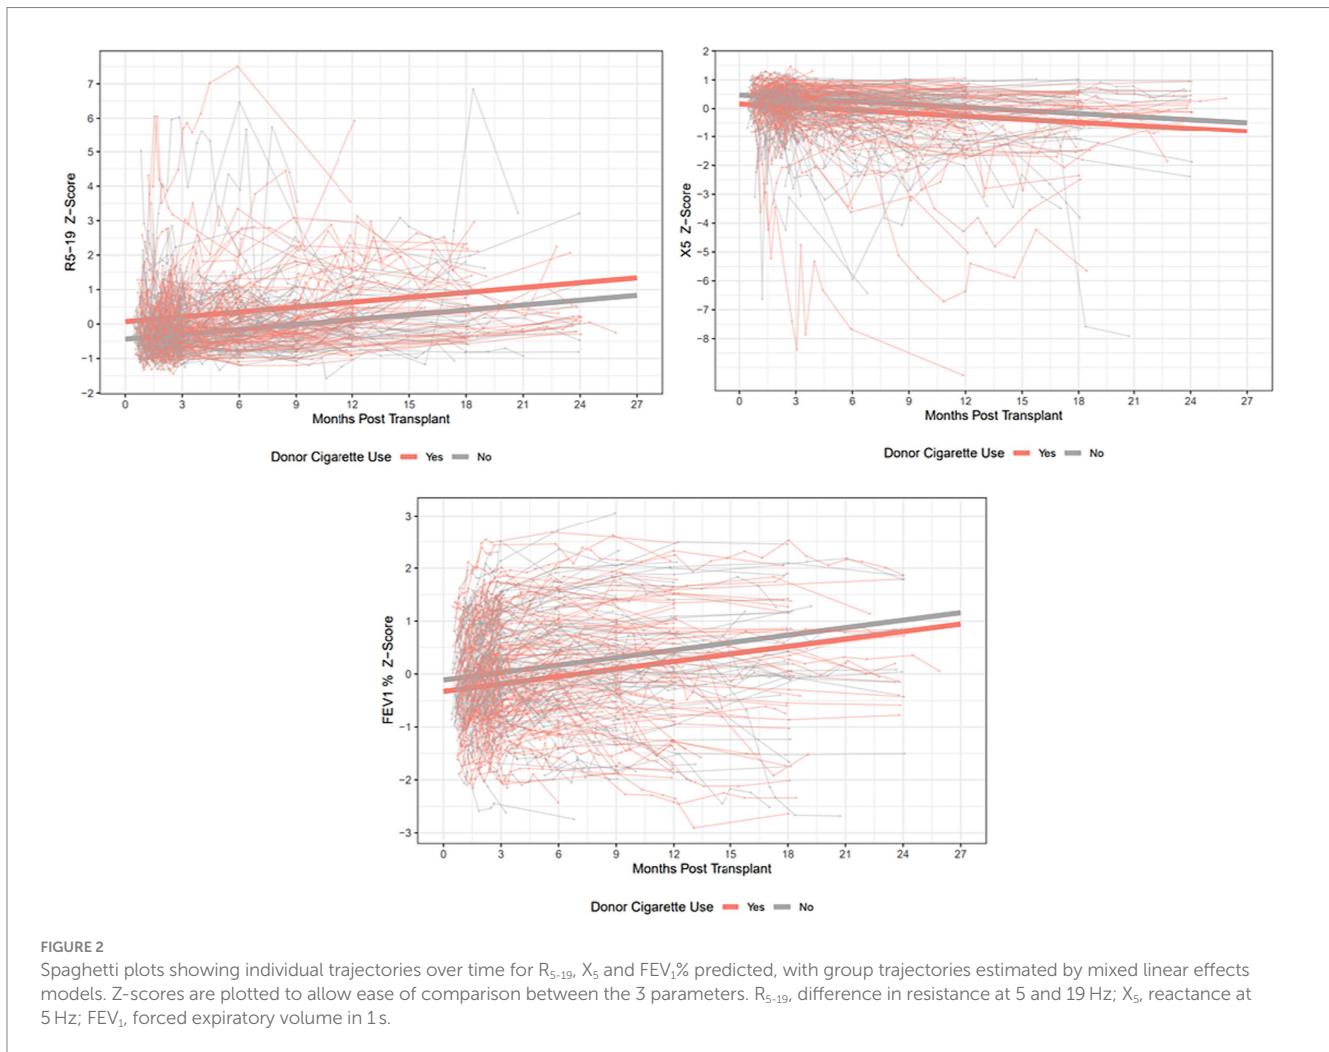 7
6
5
4
3
2
1
0
−1
−2
R5−19 Z−Score
0 3 6 9 12 15 18 21 24 27
Months Post Transplant
Donor Cigarette Use Yes No
2
1
0
−1
−2
−3
−4
−5
−6
−7
−8
X5 Z−Score
0 3 6 9 12 15 18 21 24 27
Months Post Transplant
Donor Cigarette Use Yes No
3
2
1
0
−1
−2
−3
FEV1 % Z−Score
0 3 6 9 12 15 18 21 24 27
Months Post Transplant
Donor Cigarette Use Yes No
FIGURE 2
Spaghetti plots showing individual trajectories over time for R5-19, X5 and FEV1% predicted, with group trajectories estimated by mixed linear effects
models. Z-scores are plotted to allow ease of comparison between the 3 parameters. R5-19, difference in resistance at 5 and 19 Hz; X5, reactance at
5 Hz; FEV1, forced expiratory volume in 1 s.